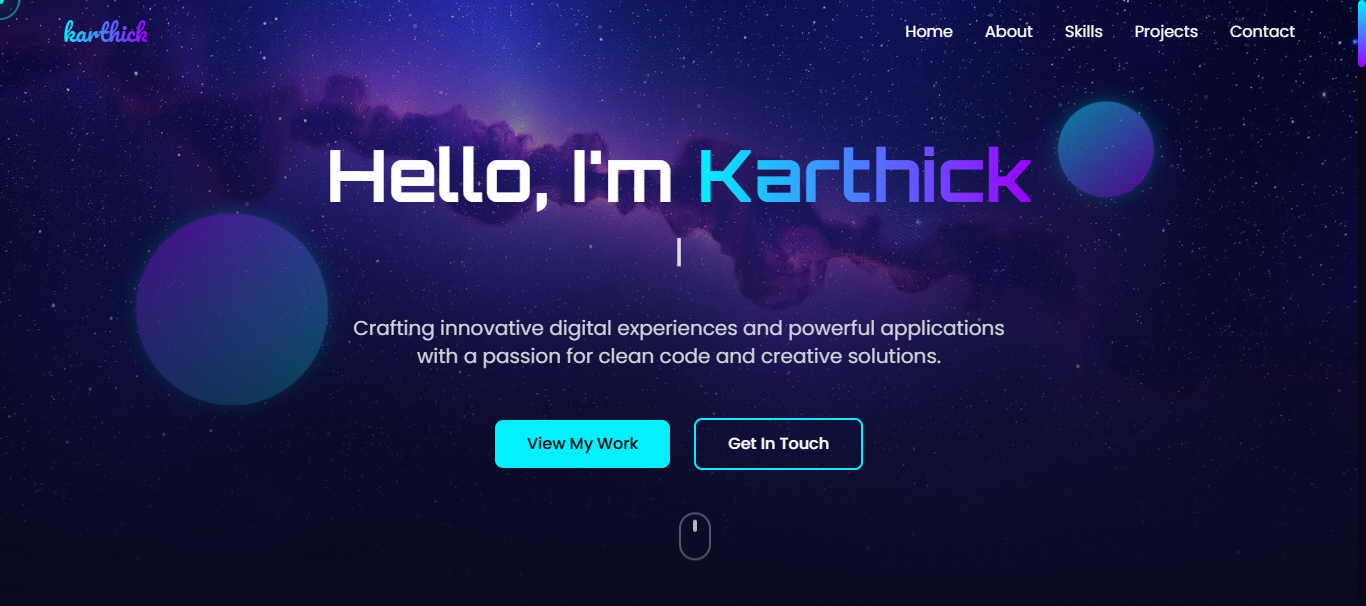 karthick
Home About Skills Projects Contact
Hello, I'm Karthick
|
Crafting innovative digital experiences and powerful applications
with a passion for clean code and creative solutions.
View My Work Get In Touch